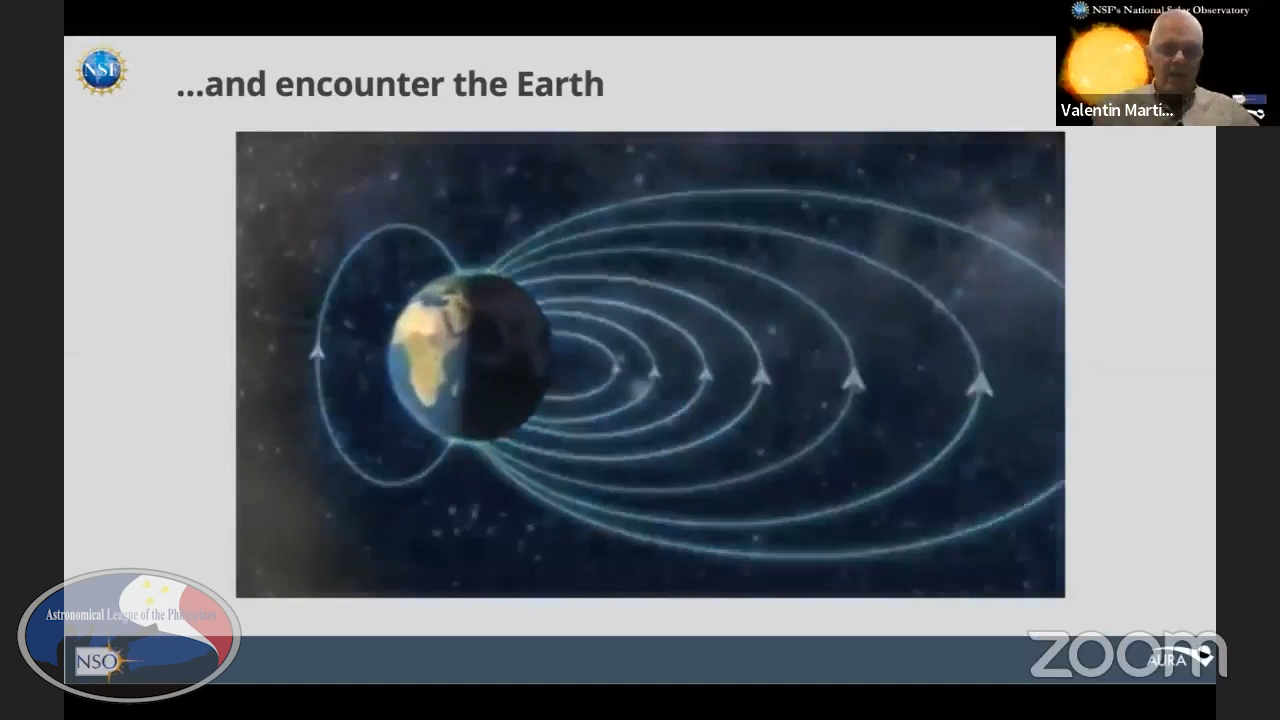 NSF's National Solar Observatory
NSF
...and encounter the Earth
Valentin Marti...
Astronomical League of the Philippines
NSO
zoom
AURA